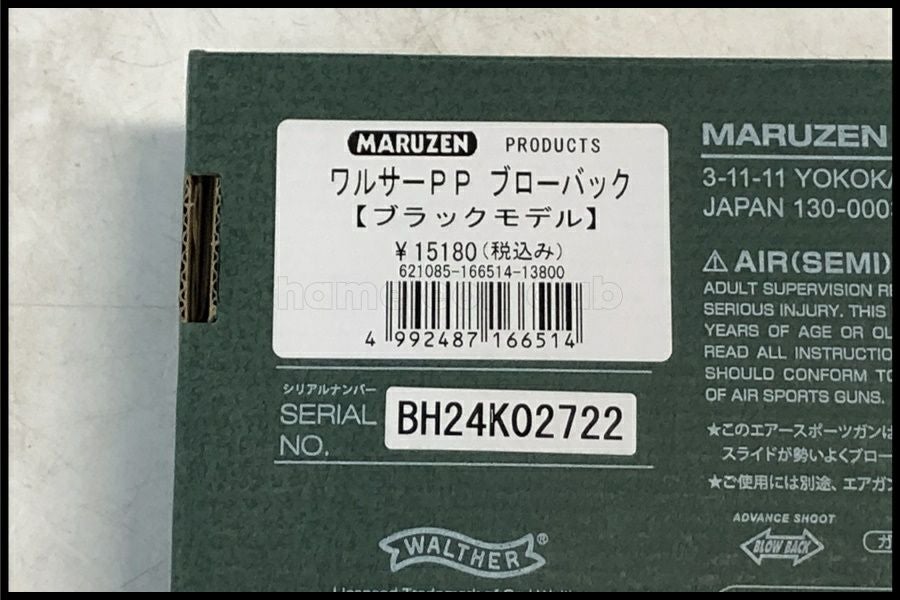 MARUZEN PRODUCTS
ワルサーPP ブローバック
【ブラックモデル】
¥15180(税込み)
621085-166514-13800
4 992487 166514
シリアルナンバー
SERIAL
NO.
BH24K02722
WALTHER®
MARUZEN
3-11-11
JAPAN 130-000
⚠ AIR(SEMI)
ADULT SUPERVISION
SERIOUS INJURY. THIS
YEARS OF AGE OR
READ ALL
SHOULD CONFORM
OF AIR SPORTS GUNS.
★このエアースポーツガン
スライドが勢いよくブロー
★ご使用には別途、エアガン
ADVANCE SHOOT
BLOW BACK
ガ